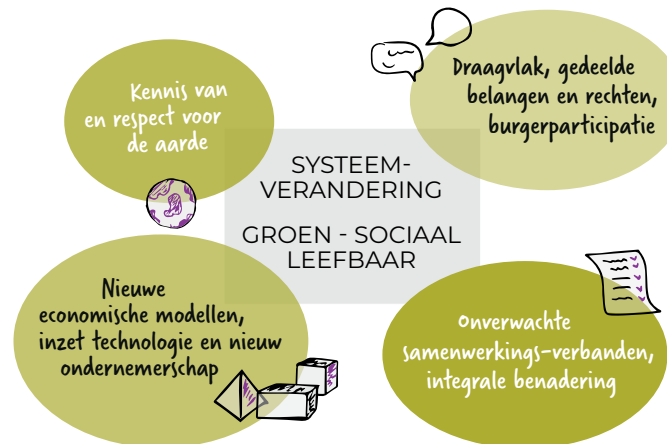 Kennis van
en respect voor
de aarde
Draagvlak, gedeelde
belangen en rechten,
burgerparticipatie
SYSTEEM-
VERANDERING
GROEN - SOCIAAL
LEEFBAAR
Nieuwe
economische modellen,
inzet technologie en nieuw
ondernemerschap
Onverwachte
samenwerkings-verbanden,
integrale benadering